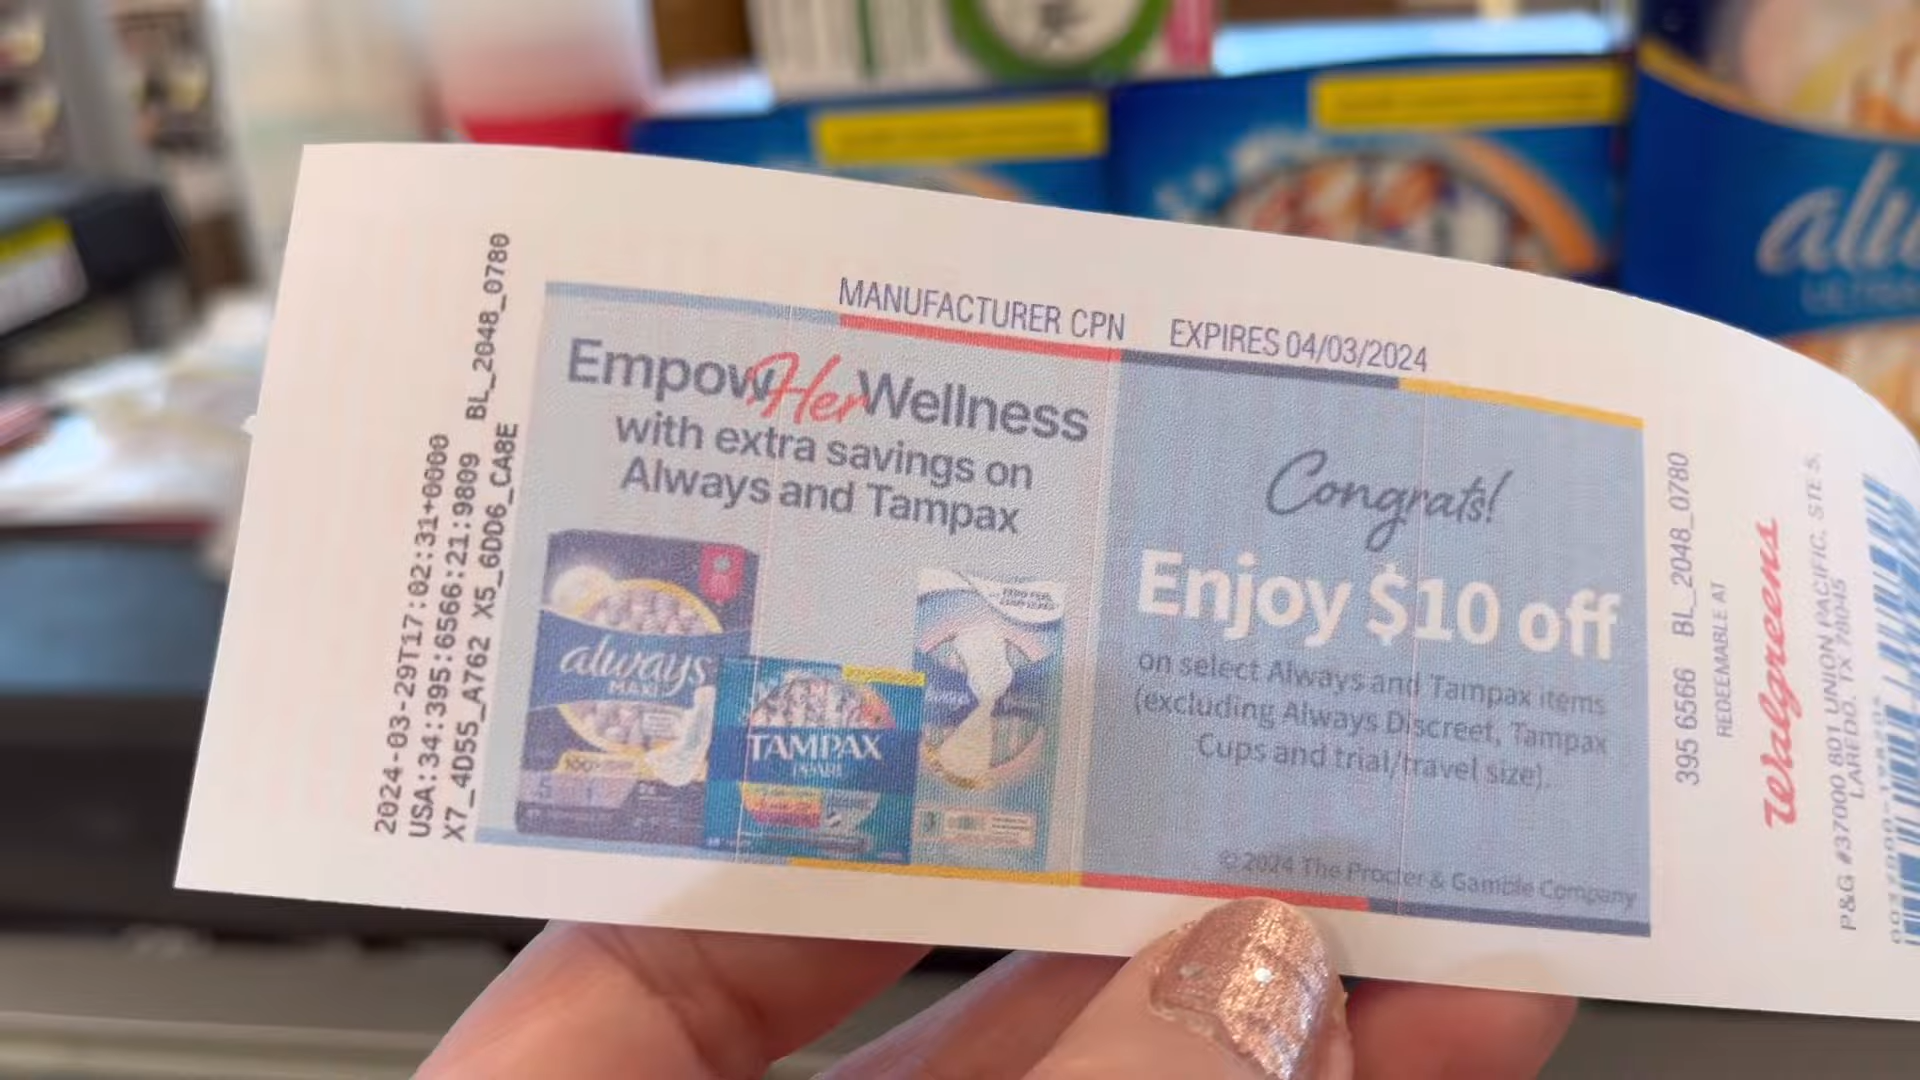 MANUFACTURER CPN EXPIRES 04/03/2024
2024-03-29T17:02:31+0000
USA:34:395:6566:21:9809 BL_2048_0780
X7_4D55_A762 X5_6DD6_CA8E
EmpowHerWellness
with extra savings on
Always and Tampax
always
MAXI
TAMPAX
PEARL
Congrats!
Enjoy $10 off
on select Always and Tampax items
(excluding Always Discreet, Tampax
Cups and trial/travel size).
©2024 The Procter & Gamble Company
395 6566 BL_2048_0780
REDEEMABLE AT
Walgreens
P&G #37000 801 UNION PACIFIC, STE 5,
LAREDO, TX 78045